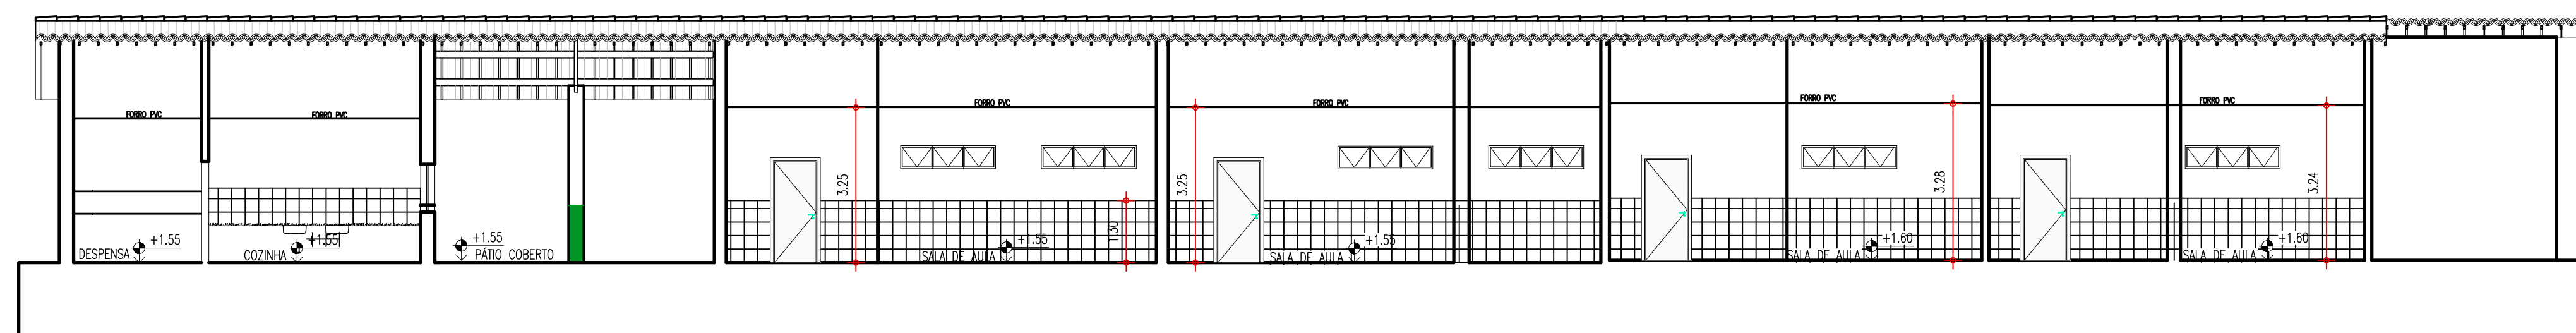 FORRO PVC
FORRO PVC
FORRO PVC
FORRO PVC
FORRO PVC
FORRO PVC
3.25
3.25
3.28
3.24
1.30
DESPENSA
+1.55
COZINHA
+1.55
+1.55
PÁTIO COBERTO
SALA DE AULA
+1.55
SALA DE AULA
+1.55
SALA DE AULA
+1.60
SALA DE AULA
+1.60